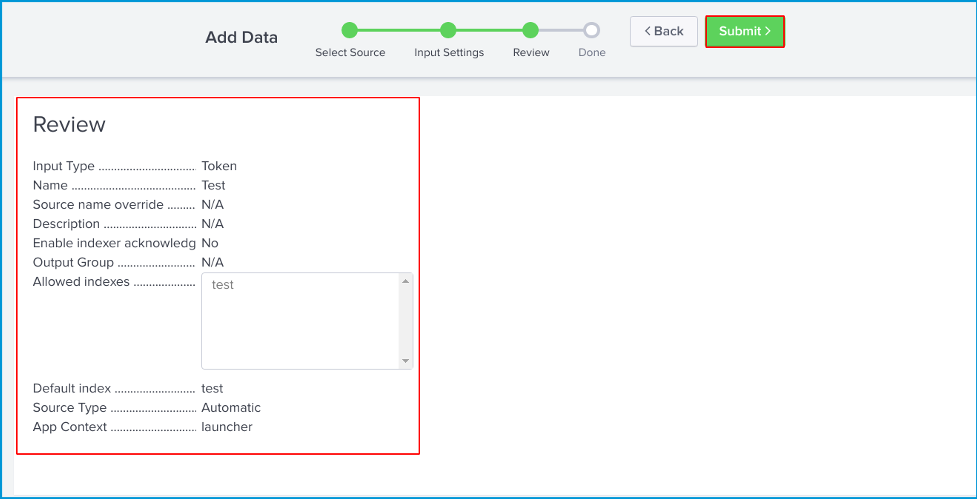 Add Data
Select Source
Input Settings
Review
Done
< Back
Submit >
Review
Input Type ................................ Token
Name ......................................... Test
Source name override ......... N/A
Description .............................. N/A
Enable indexer acknowledg No
Output Group ......................... N/A
Allowed indexes .................... test
Default index .......................... test
Source Type ............................ Automatic
App Context ............................ launcher